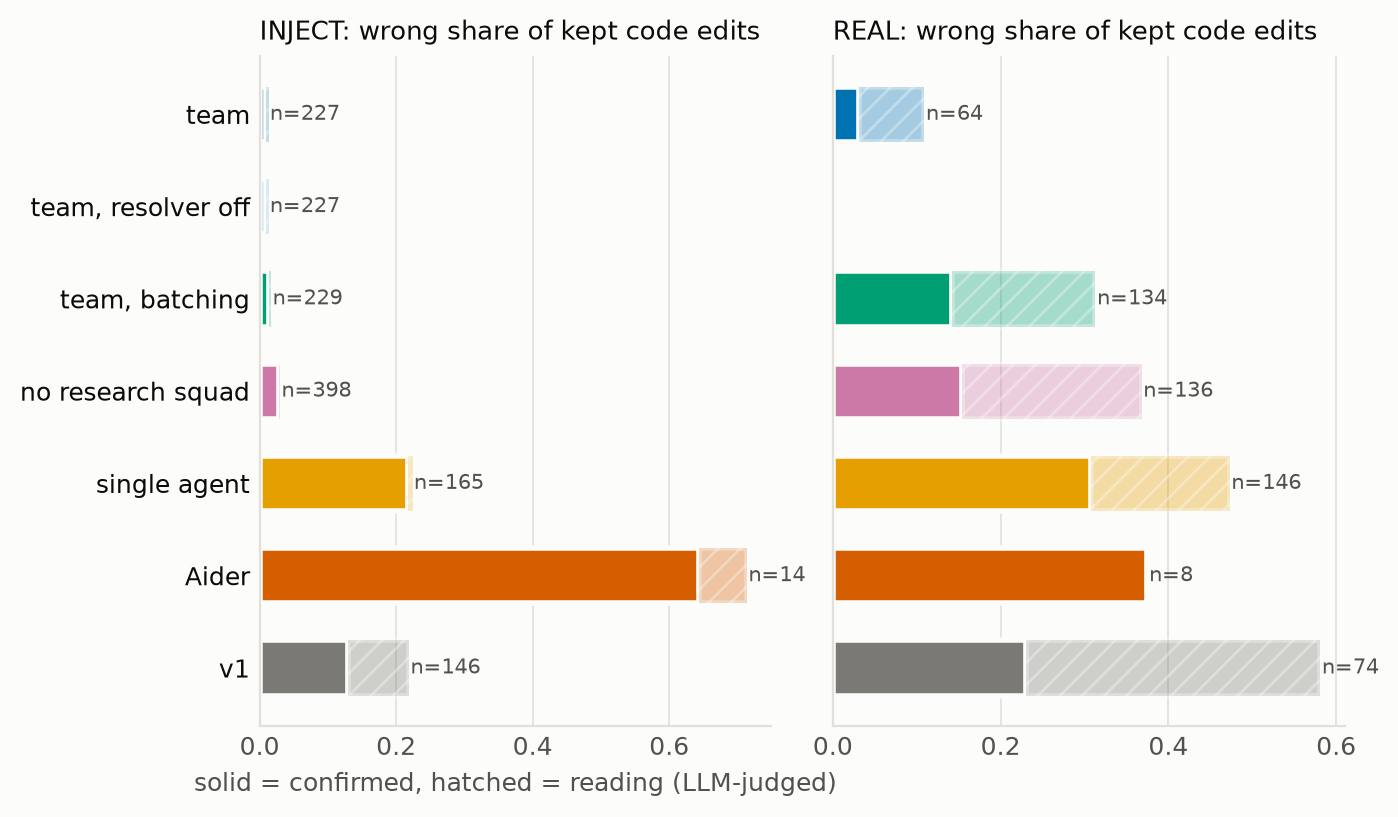 INJECT: wrong share of kept code edits
REAL: wrong share of kept code edits
team
n=227
n=64
team, resolver off
n=227
team, batching
n=229
n=134
no research squad
n=398
n=136
single agent
n=165
n=146
Aider
n=14
n=8
v1
n=146
n=74
0.0 0.2 0.4 0.6
0.0 0.2 0.4 0.6
solid = confirmed, hatched = reading (LLM-judged)